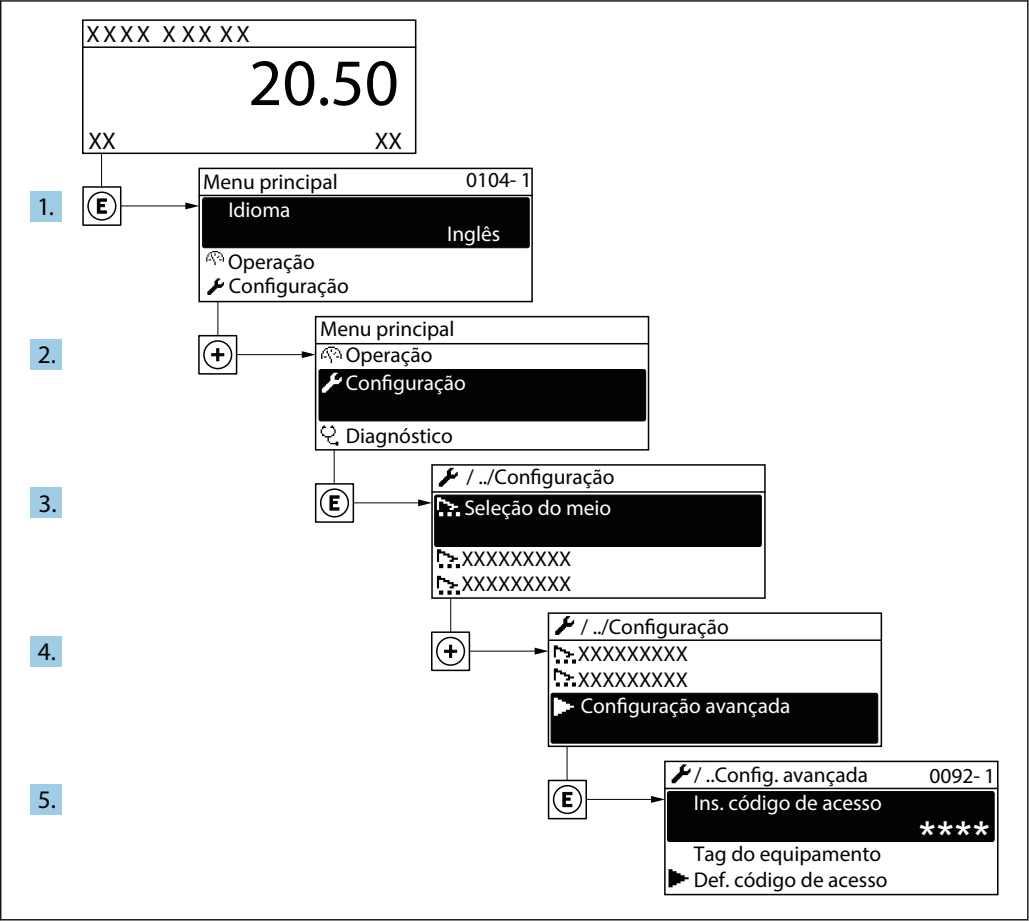 XXXX XXX XX
20.50
XX XX
1. E Menu principal 0104-1
Idioma
Inglês
Operação
Configuração
2. + Menu principal
Operação
Configuração
Diagnóstico
3. E / ../Configuração
Seleção do meio
XXXXXXXXX
XXXXXXXXX
4. + / ../Configuração
XXXXXXXXX
XXXXXXXXX
Configuração avançada
5. E / ..Config. avançada 0092-1
Ins. código de acesso
****
Tag do equipamento
Def. código de acesso